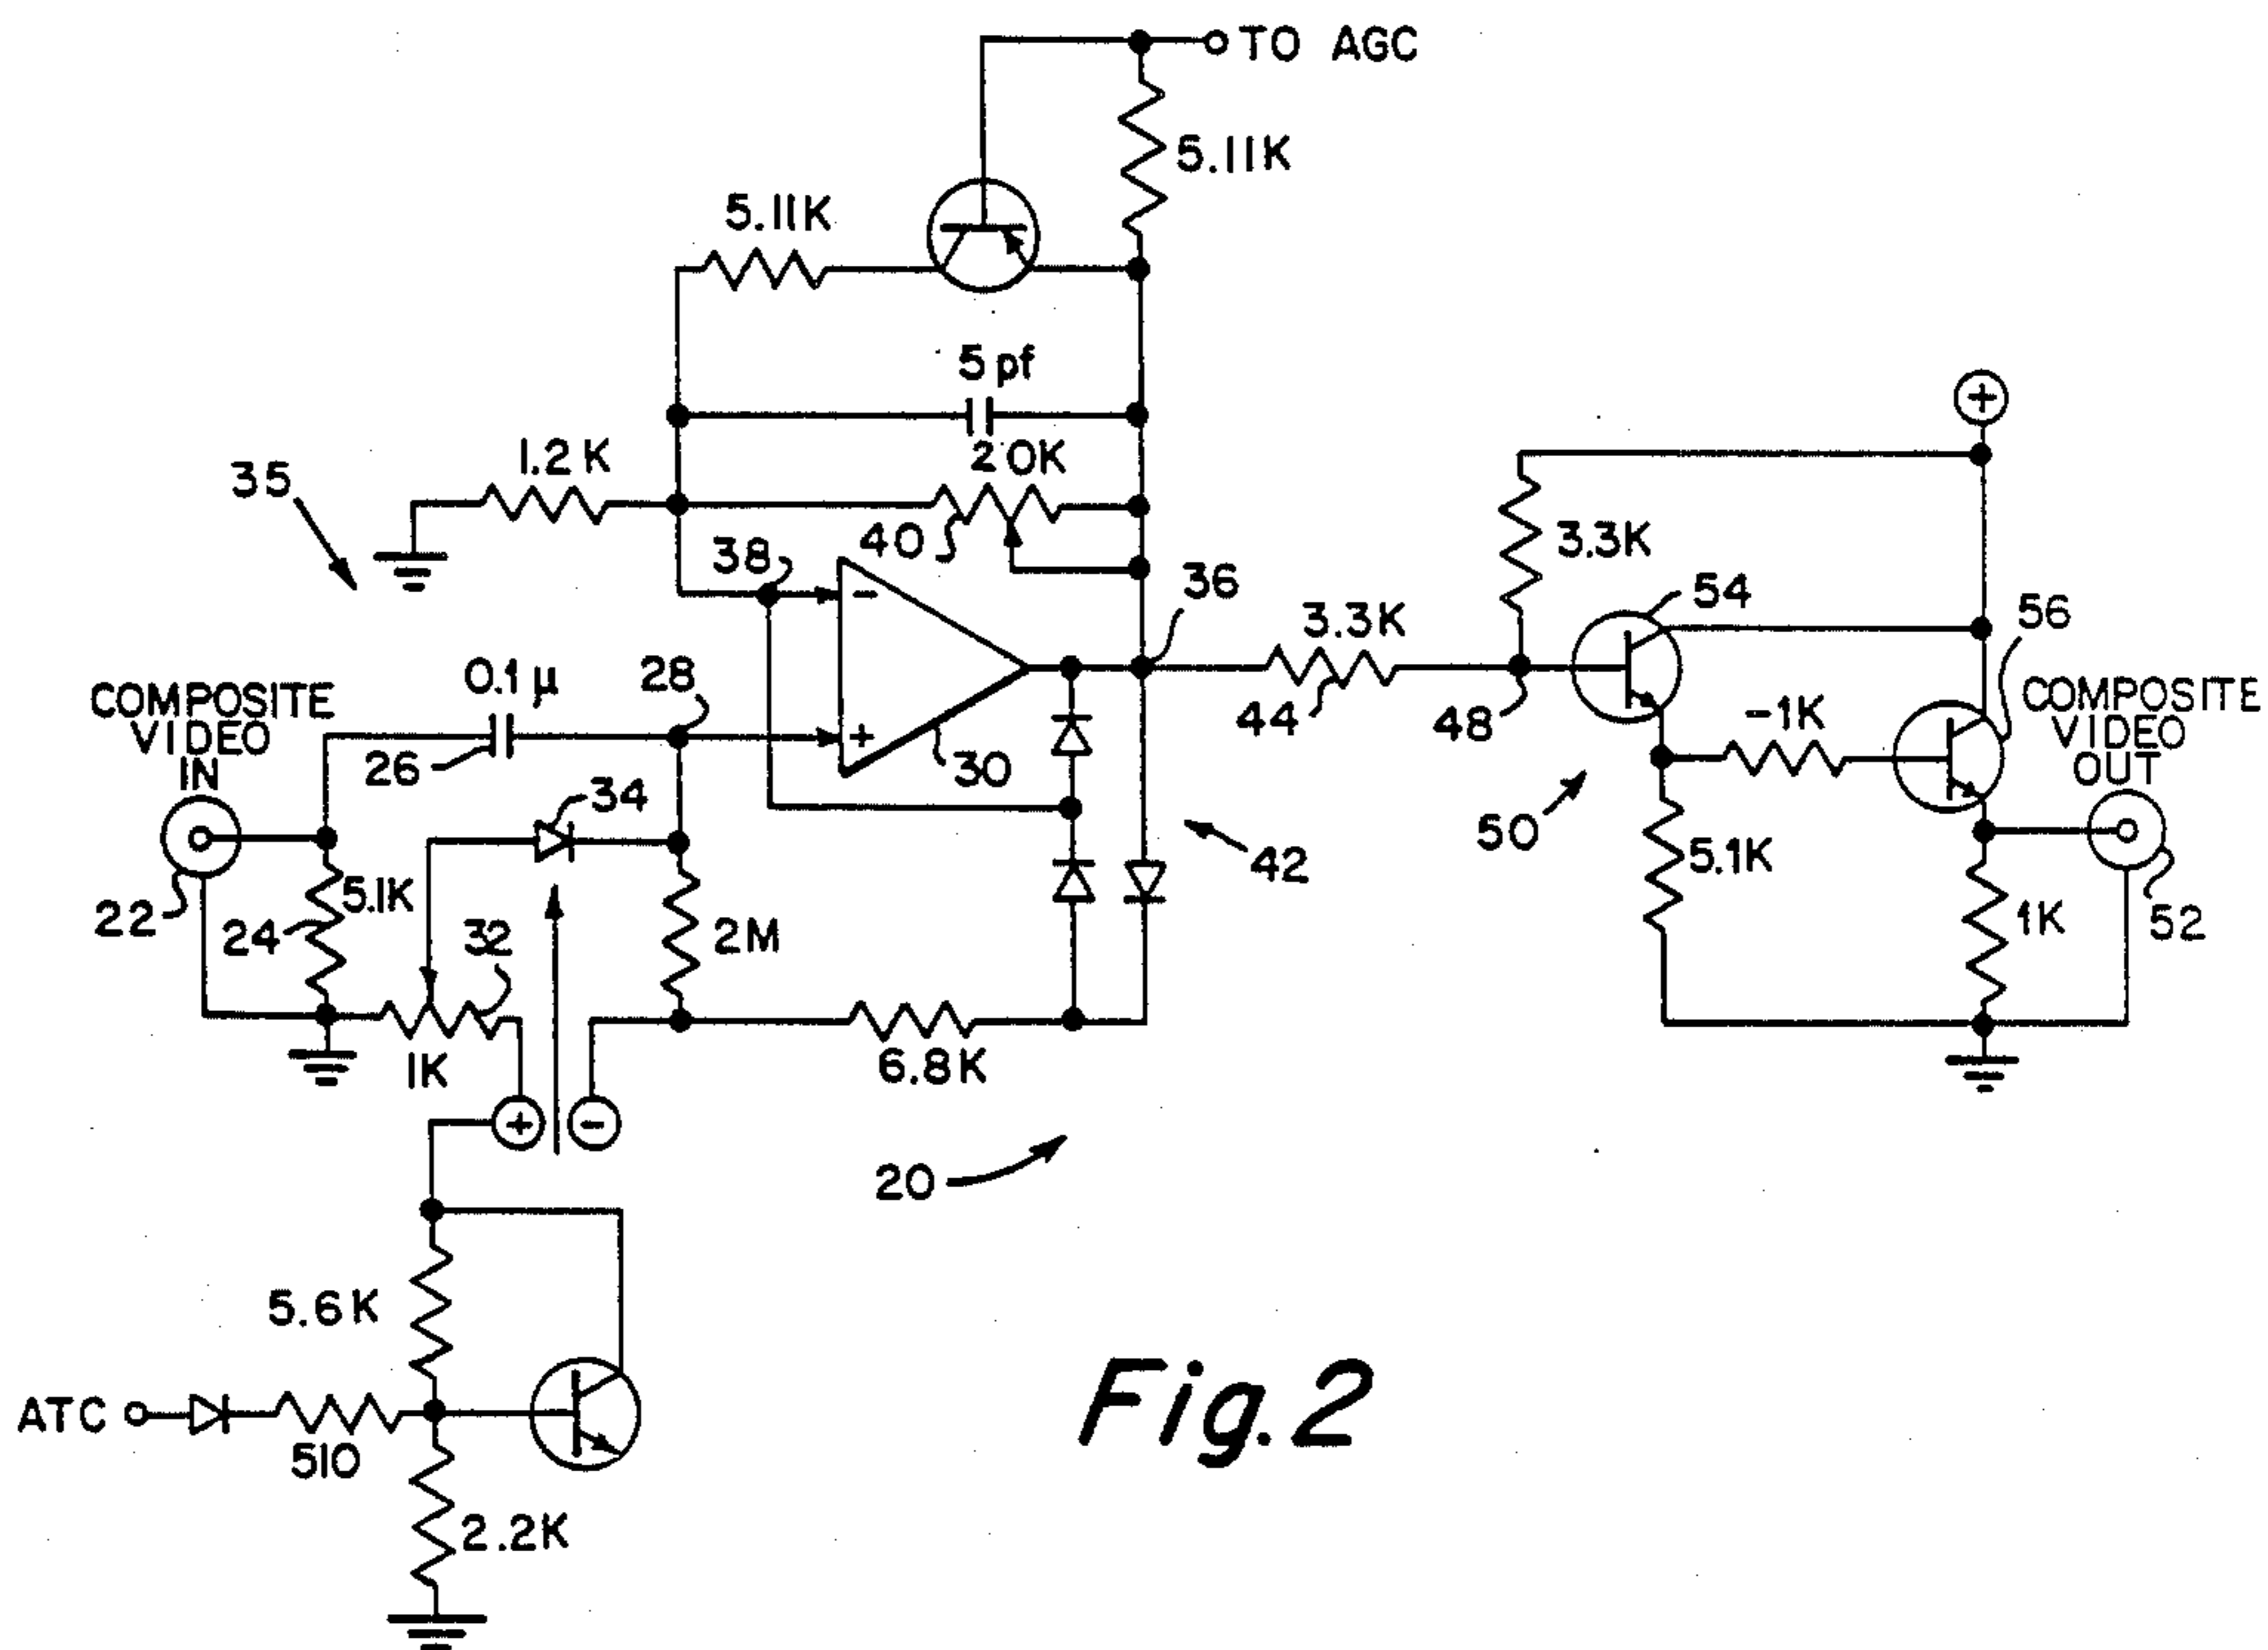 TO AGC
5.11K
5.11K
5 pf
20K
1.2K
35
40
38
36
3.3K
54
56
3.3K
0.1 μ
28
COMPOSITE
VIDEO
IN
26
30
44
48
-1K
COMPOSITE
VIDEO
OUT
34
42
50
5.1K
22
24
5.1K
32
2M
1K
52
1K
6.8K
+
-
20
5.6K
ATC
510
2.2K
Fig. 2